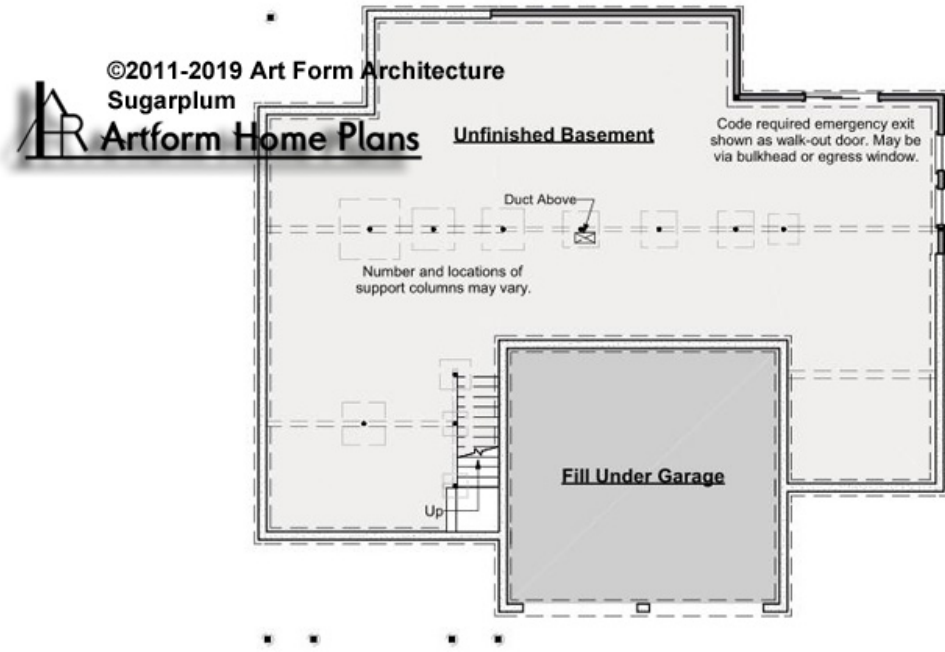 ©2011-2019 Art Form Architecture
Sugarplum
Artform Home Plans
Unfinished Basement
Code required emergency exit
shown as walk-out door. May be
via bulkhead or egress window.
Duct Above
Number and locations of
support columns may vary.
Fill Under Garage
Up